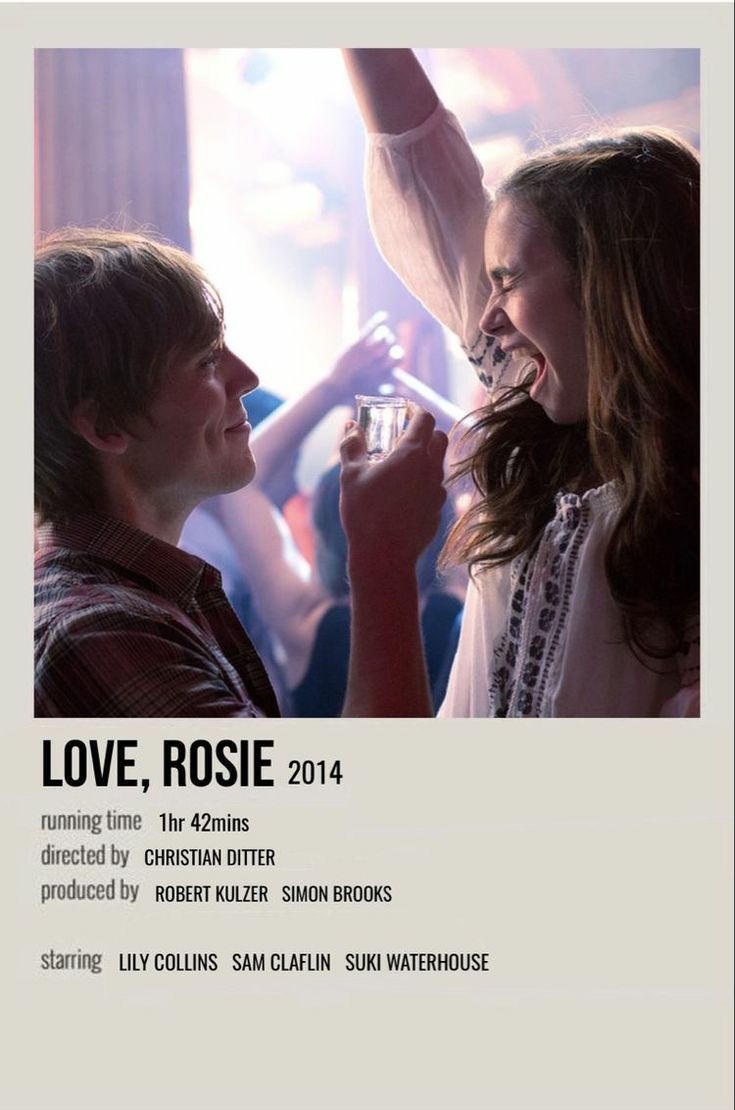 LOVE, ROSIE 2014
running time 1hr 42mins
directed by CHRISTIAN DITTER
produced by ROBERT KULZER SIMON BROOKS
starring LILY COLLINS SAM CLAFLIN SUKI WATERHOUSE